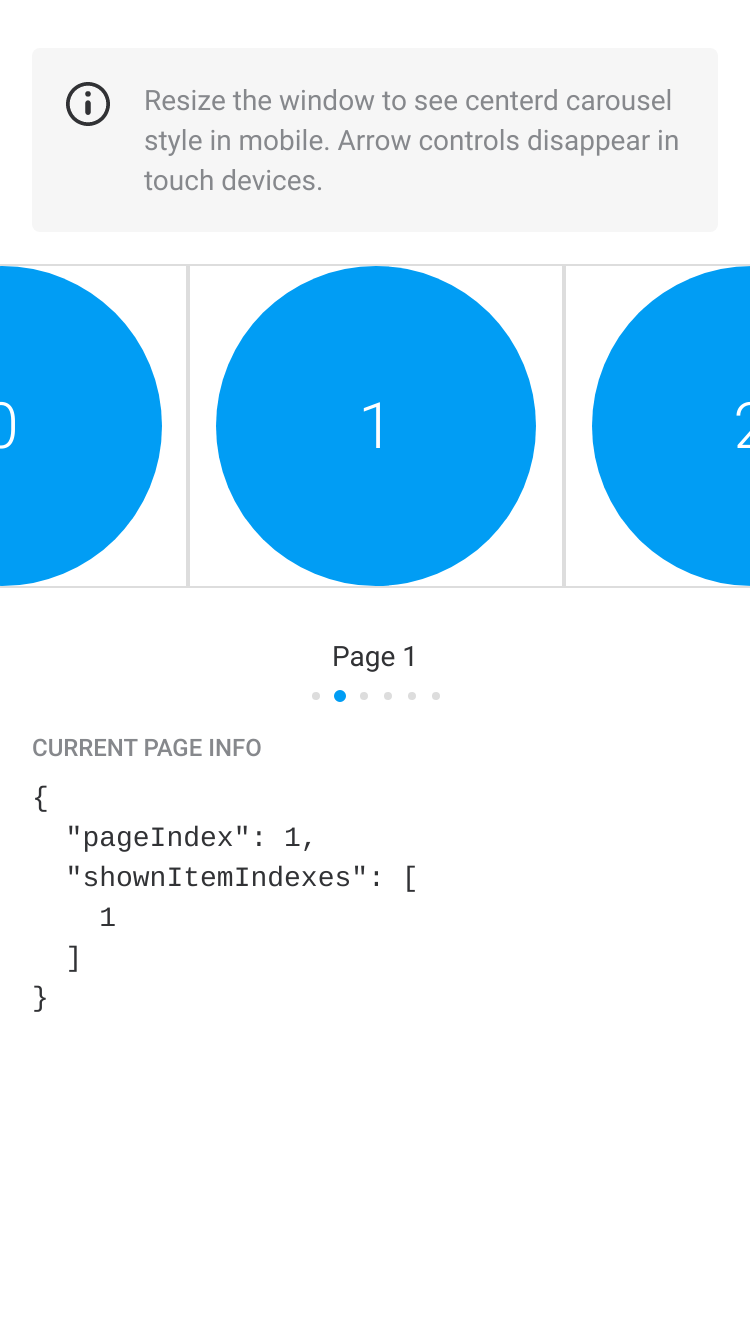 Resize the window to see centerd carousel
style in mobile. Arrow controls disappear in
touch devices.
0 1 2
Page 1
CURRENT PAGE INFO
{
"pageIndex": 1,
"shownItemIndexes": [
1
]
}